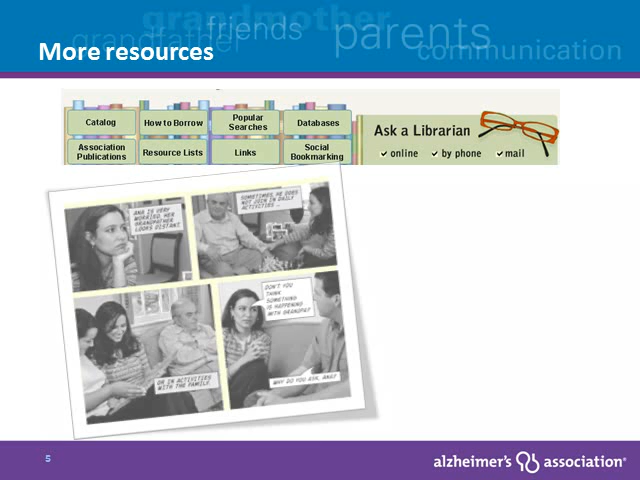 grandmother
grandfather
friends
parents
communication
More resources
Catalog
How to Borrow
Popular
Searches
Databases
Association
Publications
Resource Lists
Links
Social
Bookmarking
Ask a Librarian
online
by phone
mail
ANA IS VERY
WORRIED. HER
GRANDFATHER
LOOKS DISTANT.
SOMETIMES, HE DOES
NOT JOIN IN DAILY
ACTIVITIES ...
OR IN ACTIVITIES
WITH THE FAMILY.
DON'T YOU
THINK
SOMETHING
IS HAPPENING
WITH GRANDPA?
WHY DO YOU ASK, ANA?
5
alzheimer's association®